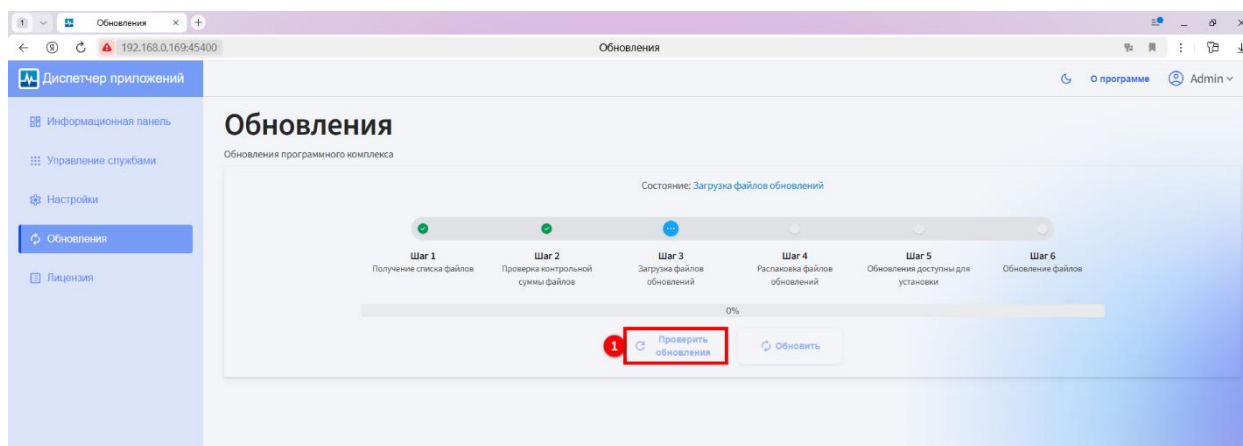 1 Обновления
192.168.0.169:45400 Обновления
Диспетчер приложений О программе Admin
Информационная панель
Управление службами
Настройки
Обновления
Лицензия
Обновления
Обновления программного комплекса
Состояние: Загрузка файлов обновлений
Шаг 1
Получение списка файлов
Шаг 2
Проверка контрольной
суммы файлов
Шаг 3
Загрузка файлов
обновлений
Шаг 4
Распаковка файлов
обновлений
Шаг 5
Обновления доступны для
установки
Шаг 6
Обновление файлов
0%
1
Проверить
обновления
Обновить